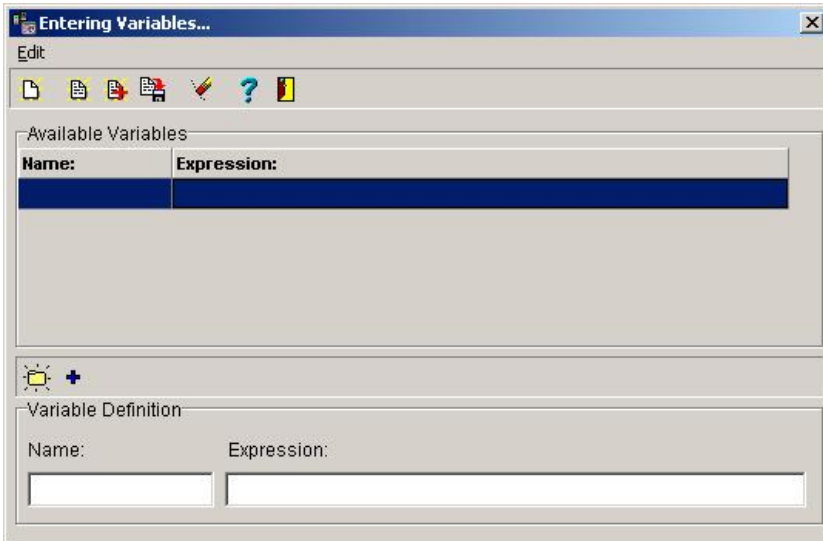 Entering Variables...
Edit
Available Variables
Name: Expression:
Variable Definition
Name: Expression: